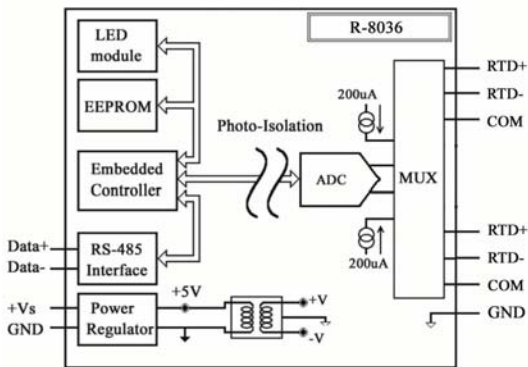 R-8036
LED
module
EEPROM
Embedded
Controller
RS-485
Interface
Power
Regulator
Data+
Data-
+Vs
GND
+5V
+V
-V
Photo-Isolation
ADC
200uA
200uA
MUX
RTD+
RTD-
COM
RTD+
RTD-
COM
GND